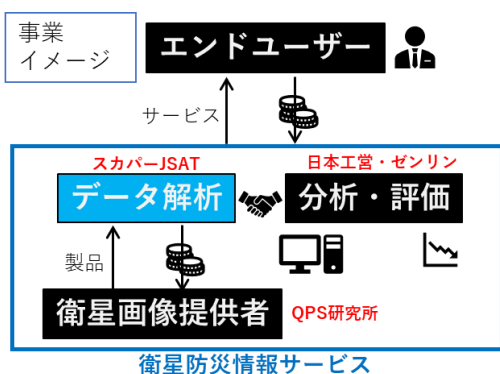 事業
イメージ
エンドユーザー
サービス
スカパーJSAT
日本工営・ゼンリン
データ解析
分析・評価
製品
衛星画像提供者
QPS研究所
衛星防災情報サービス